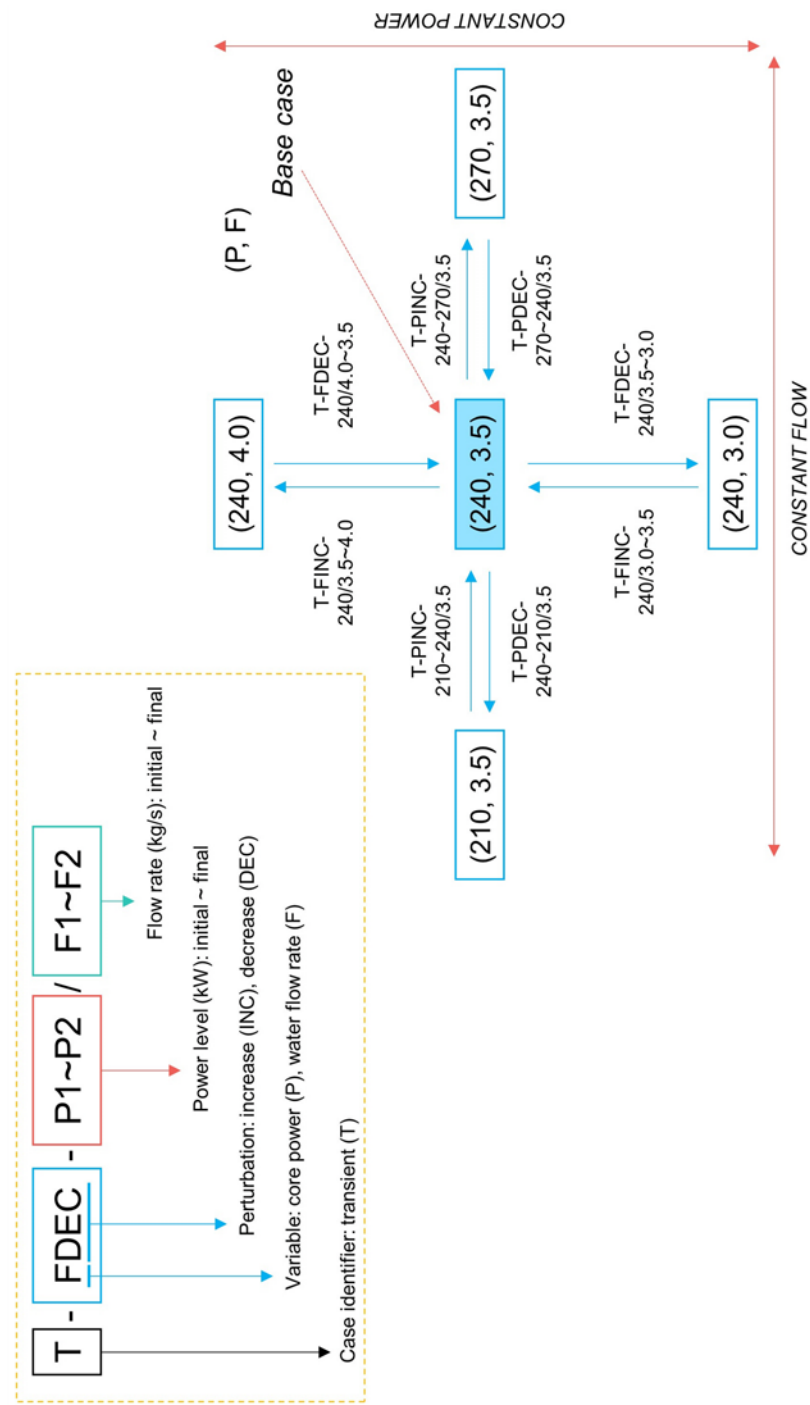 T - FDEC - P1~P2 / F1~F2
Flow rate (kg/s): initial ~ final
Power level (kW): initial ~ final
Perturbation: increase (INC), decrease (DEC)
Variable: core power (P), water flow rate (F)
Case identifier: transient (T)
(P, F)
Base case
(240, 4.0)
T-FINC-
240/3.5~4.0
T-FDEC-
240/4.0~3.5
T-PINC-
210~240/3.5
T-PINC-
240~270/3.5
(210, 3.5)
(240, 3.5)
(270, 3.5)
T-PDEC-
240~210/3.5
T-PDEC-
270~240/3.5
T-FINC-
240/3.0~3.5
T-FDEC-
240/3.5~3.0
(240, 3.0)
CONSTANT POWER
CONSTANT FLOW